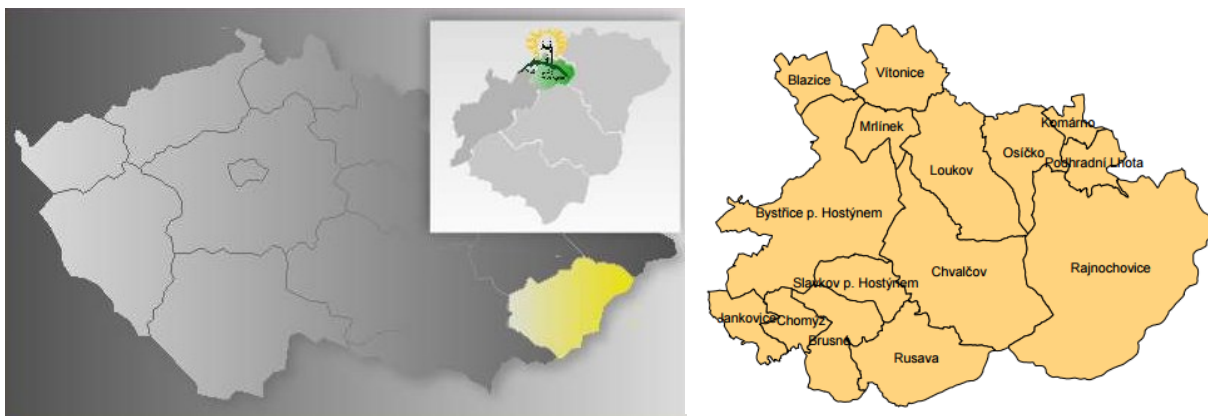 Vítonice
Blazice
Komárno
Mrlínek
Osíčko
Podhradní Lhota
Loukov
Bystřice p. Hostýnem
Chvalčov
Rajnochovice
Slavkov p. Hostýnem
Jankovice
Chomýž
Brusné
Rusava